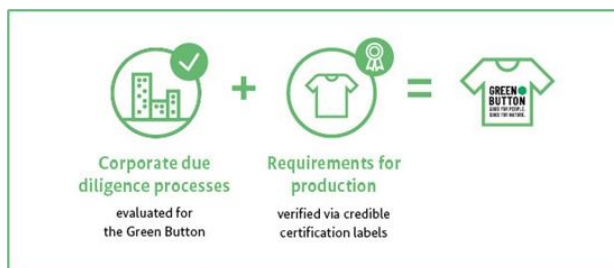 Corporate due
diligence processes
evaluated for
the Green Button
+
Requirements for
production
verified via credible
certification labels
=
GREEN
BUTTON